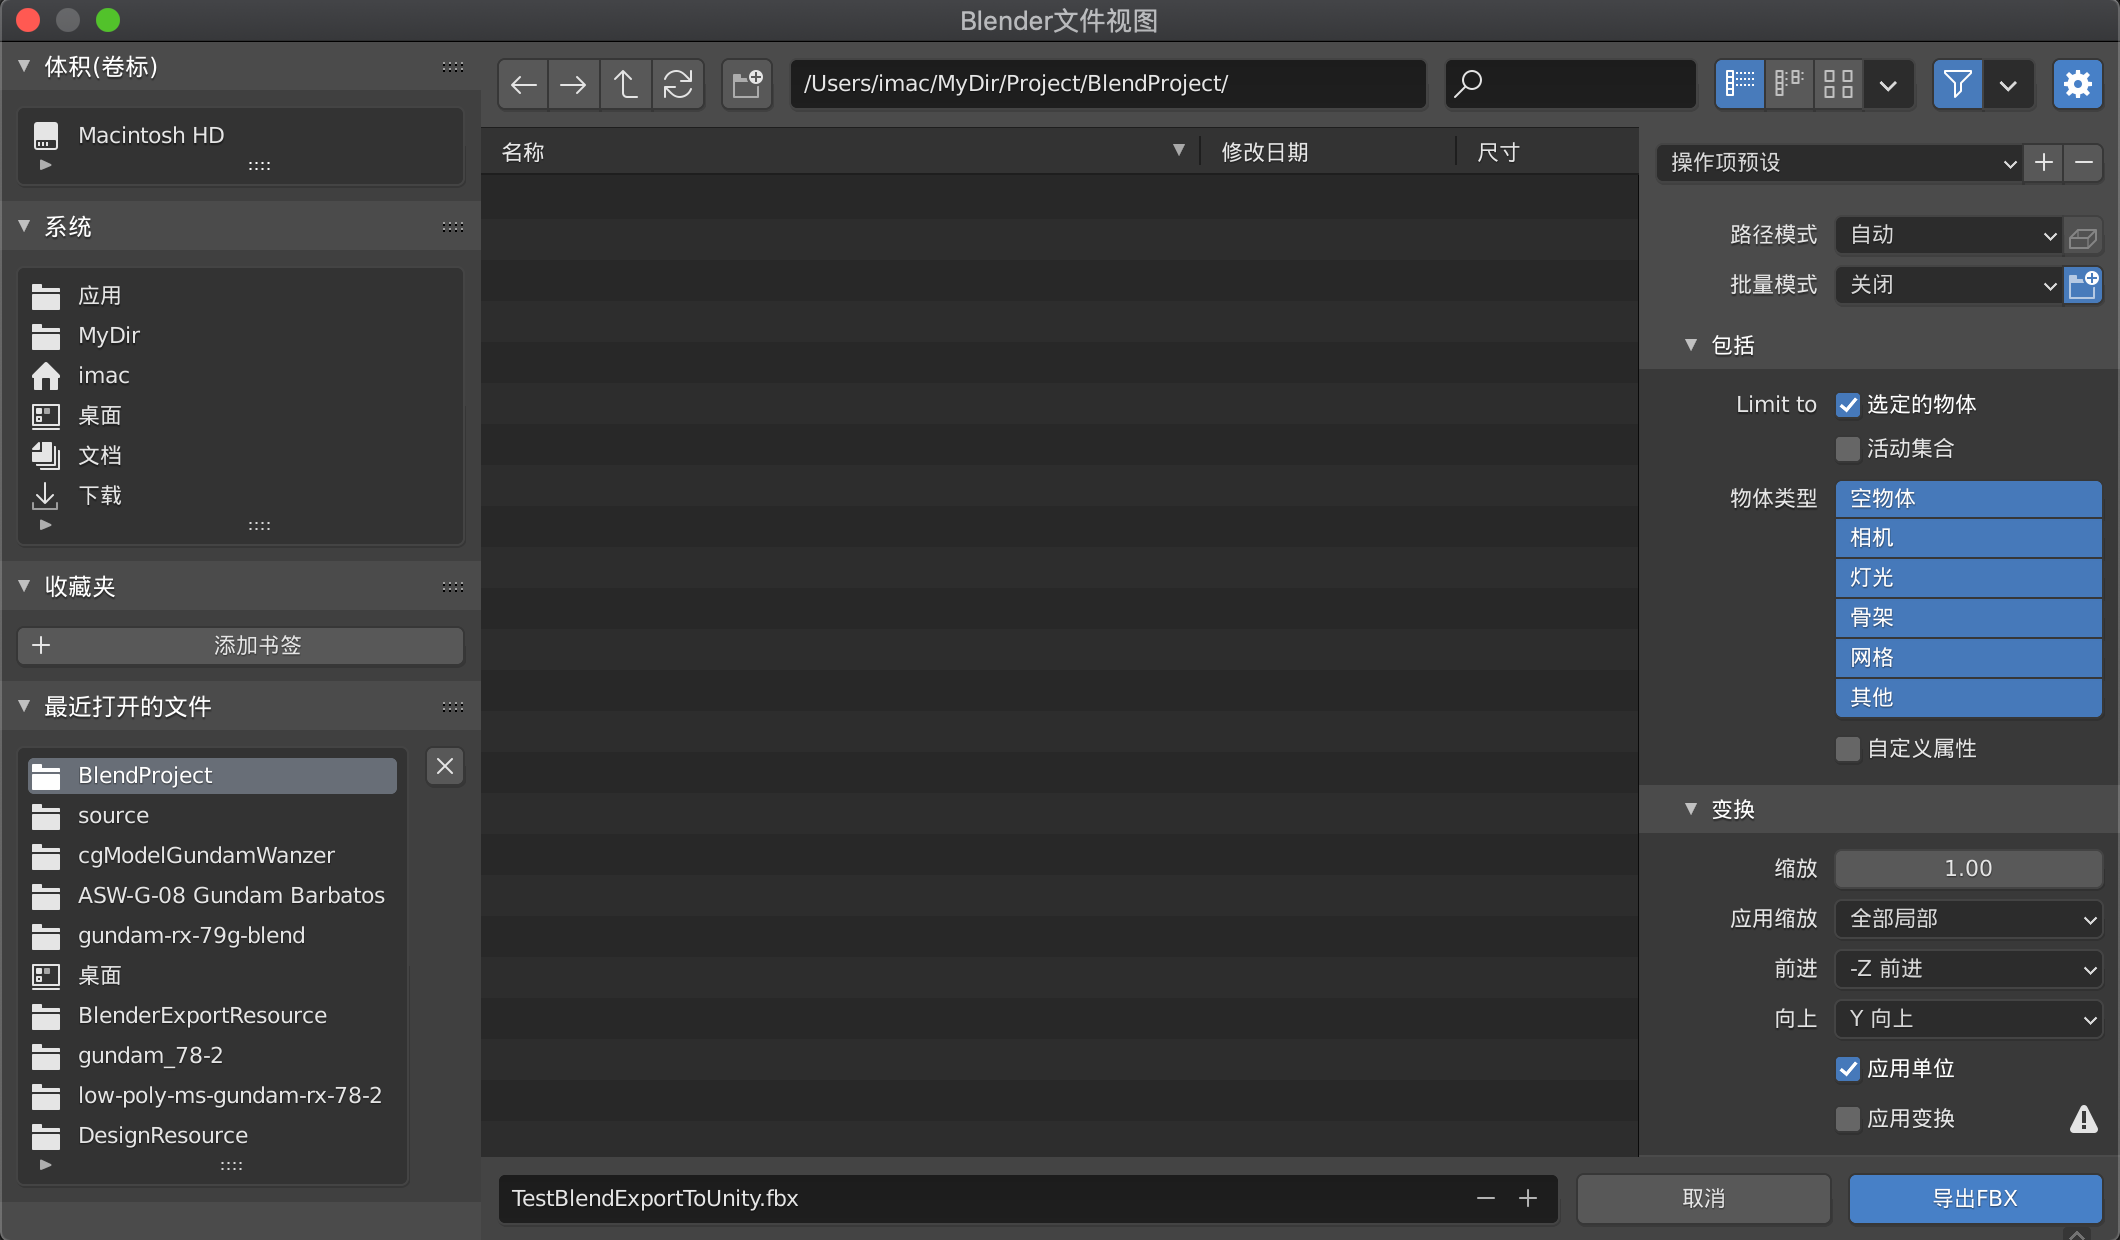 Blender文件视图
体积(卷标)
Macintosh HD
系统
应用
MyDir
imac
桌面
文档
下载
收藏夹
添加书签
最近打开的文件
BlendProject
source
cgModelGundamWanzer
ASW-G-08 Gundam Barbatos
gundam-rx-79g-blend
桌面
BlenderExportResource
gundam_78-2
low-poly-ms-gundam-rx-78-2
DesignResource
/Users/imac/MyDir/Project/BlendProject/
名称 修改日期 尺寸
操作项预设
路径模式 自动
批量模式 关闭
包括
Limit to 选定的物体
活动集合
物体类型 空物体
相机
灯光
骨架
网格
其他
自定义属性
变换
缩放 1.00
应用缩放 全部局部
前进 -Z 前进
向上 Y 向上
应用单位
应用变换
TestBlendExportToUnity.fbx
取消 导出FBX